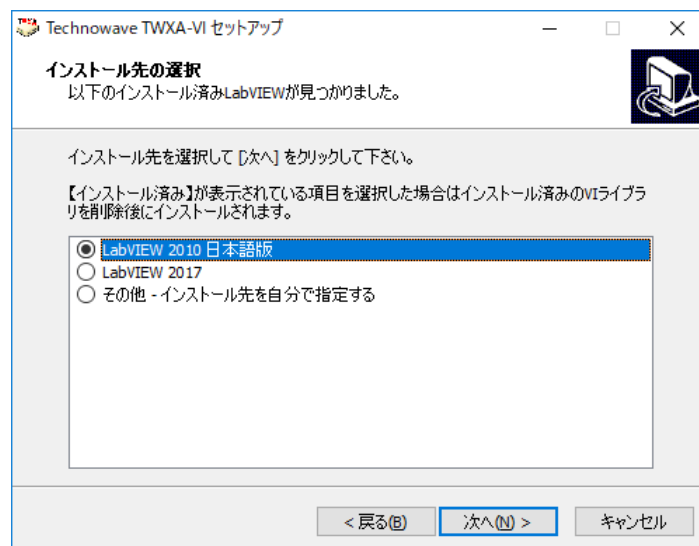 Technowave TWXA-VI セットアップ
インストール先の選択
以下のインストール済みLabVIEWが見つかりました。
インストール先を選択して [次へ] をクリックして下さい。
【インストール済み】が表示されている項目を選択した場合はインストール済みのVIライブラ
リを削除後にインストールされます。
LabVIEW 2010 日本語版
LabVIEW 2017
その他 - インストール先を自分で指定する
< 戻る(B)
次へ(N) >
キャンセル